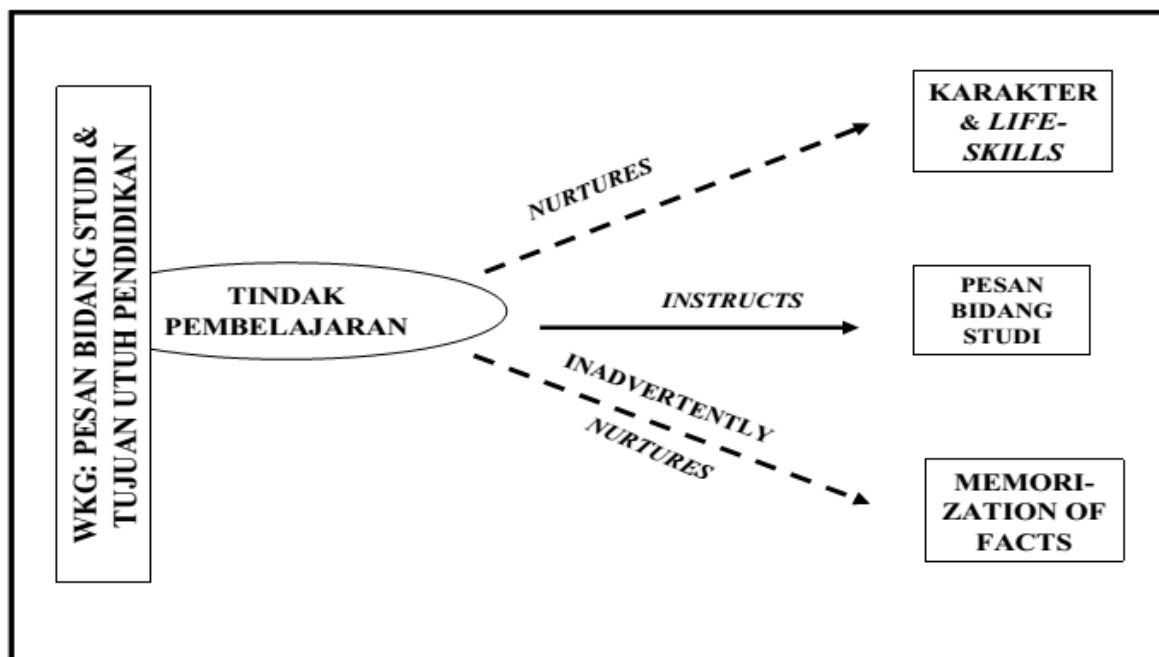 WKG: PESAN BIDANG STUDI &
TUJUAN UTUH PENDIDIKAN
TINDAK
PEMBELAJARAN
NURTURES
INSTRUCTS
INADVERTENTLY
NURTURES
KARAKTER
& LIFE-
SKILLS
PESAN
BIDANG
STUDI
MEMORI-
ZATION OF
FACTS